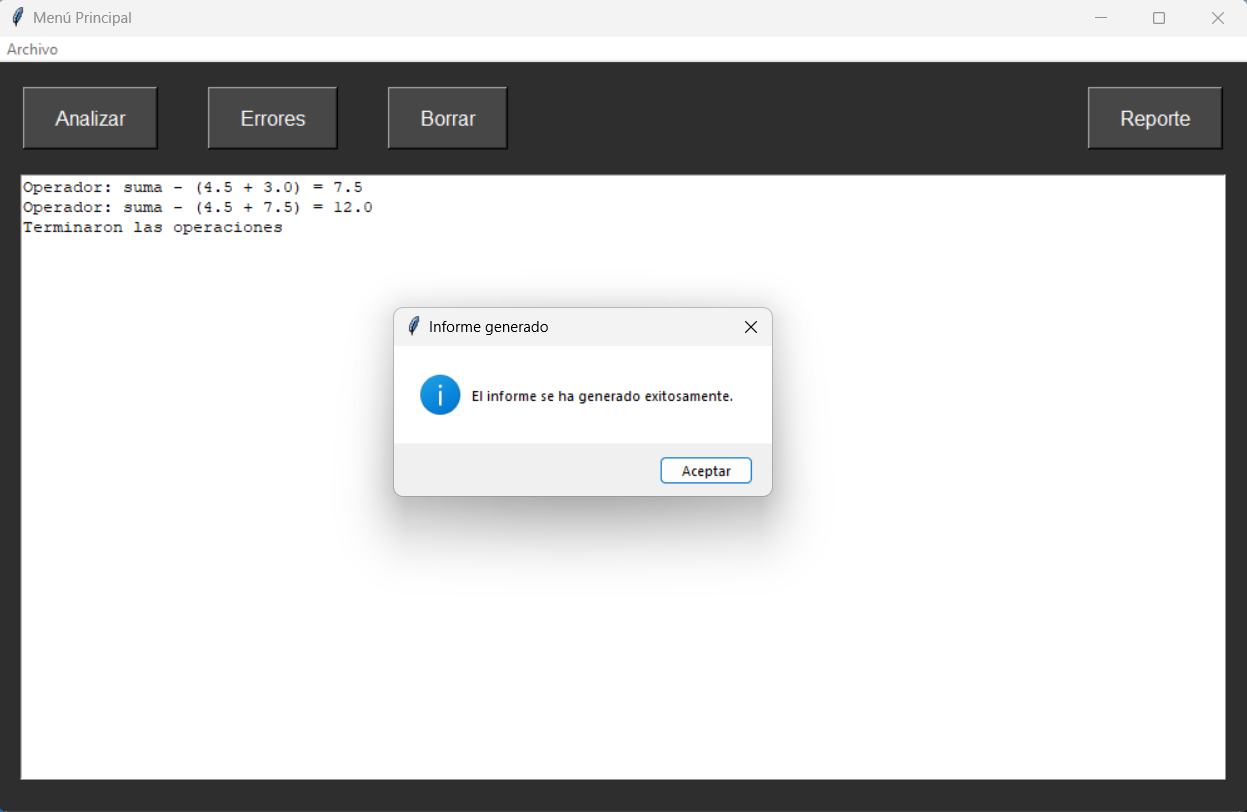 Menú Principal
Archivo
Analizar
Errores
Borrar
Reporte
Operador: suma - (4.5 + 3.0) = 7.5
Operador: suma - (4.5 + 7.5) = 12.0
Terminaron las operaciones
Informe generado
El informe se ha generado exitosamente.
Aceptar